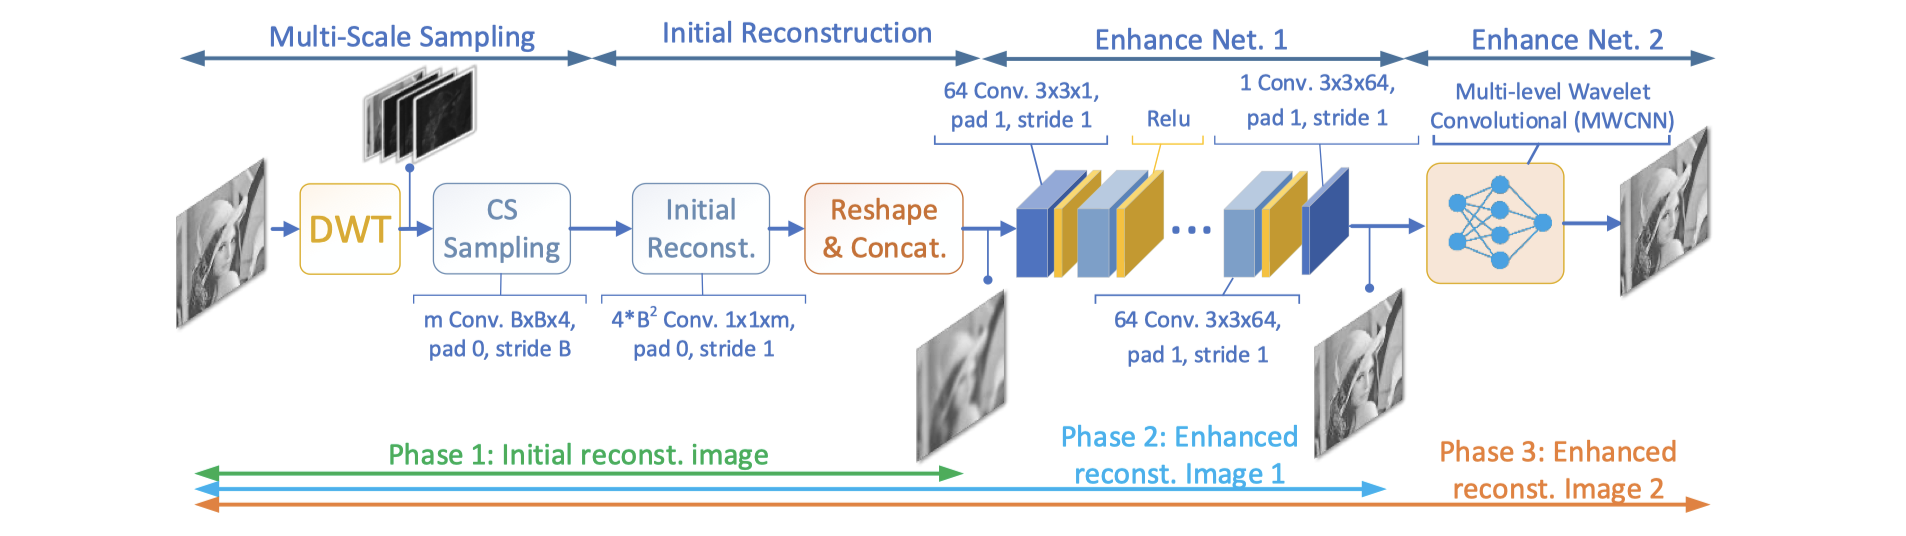 Multi-Scale Sampling
Initial Reconstruction
Enhance Net. 1
Enhance Net. 2
64 Conv. 3x3x1,
pad 1, stride 1
Relu
1 Conv. 3x3x64,
pad 1, stride 1
Multi-level Wavelet
Convolutional (MWCNN)
DWT
CS
Sampling
Initial
Reconst.
Reshape
& Concat.
m Conv. BxBx4,
pad 0, stride B
4*B² Conv. 1x1xm,
pad 0, stride 1
64 Conv. 3x3x64,
pad 1, stride 1
Phase 1: Initial reconst. image
Phase 2: Enhanced
reconst. Image 1
Phase 3: Enhanced
reconst. Image 2